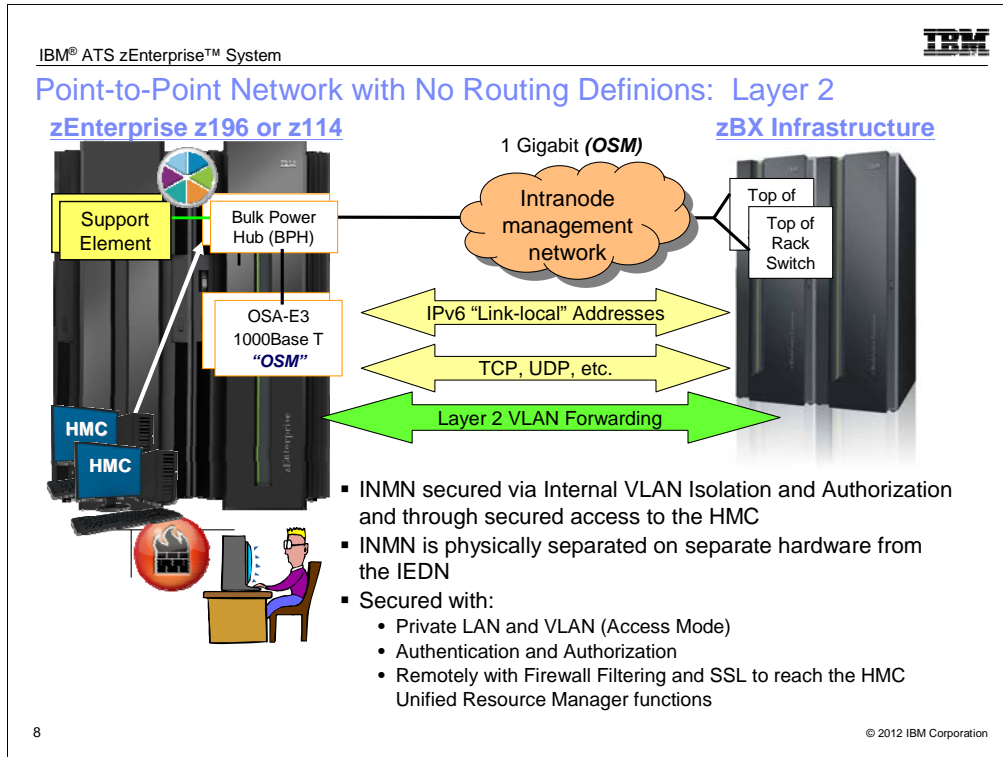 IBM® ATS zEnterprise™ System
IBM
Point-to-Point Network with No Routing Definions: Layer 2
zEnterprise z196 or z114
zBX Infrastructure
1 Gigabit (OSM)
Support
Element
Bulk Power
Hub (BPH)
Intranode
management
network
Top of
Top of
Rack
Switch
OSA-E3
1000Base T
"OSM"
IPv6 “Link-local” Addresses
TCP, UDP, etc.
Layer 2 VLAN Forwarding
HMC
HMC
zEnterprise
▪ INMN secured via Internal VLAN Isolation and Authorization
and through secured access to the HMC
▪ INMN is physically separated on separate hardware from
the IEDN
▪ Secured with:
• Private LAN and VLAN (Access Mode)
• Authentication and Authorization
• Remotely with Firewall Filtering and SSL to reach the HMC
Unified Resource Manager functions
8
© 2012 IBM Corporation